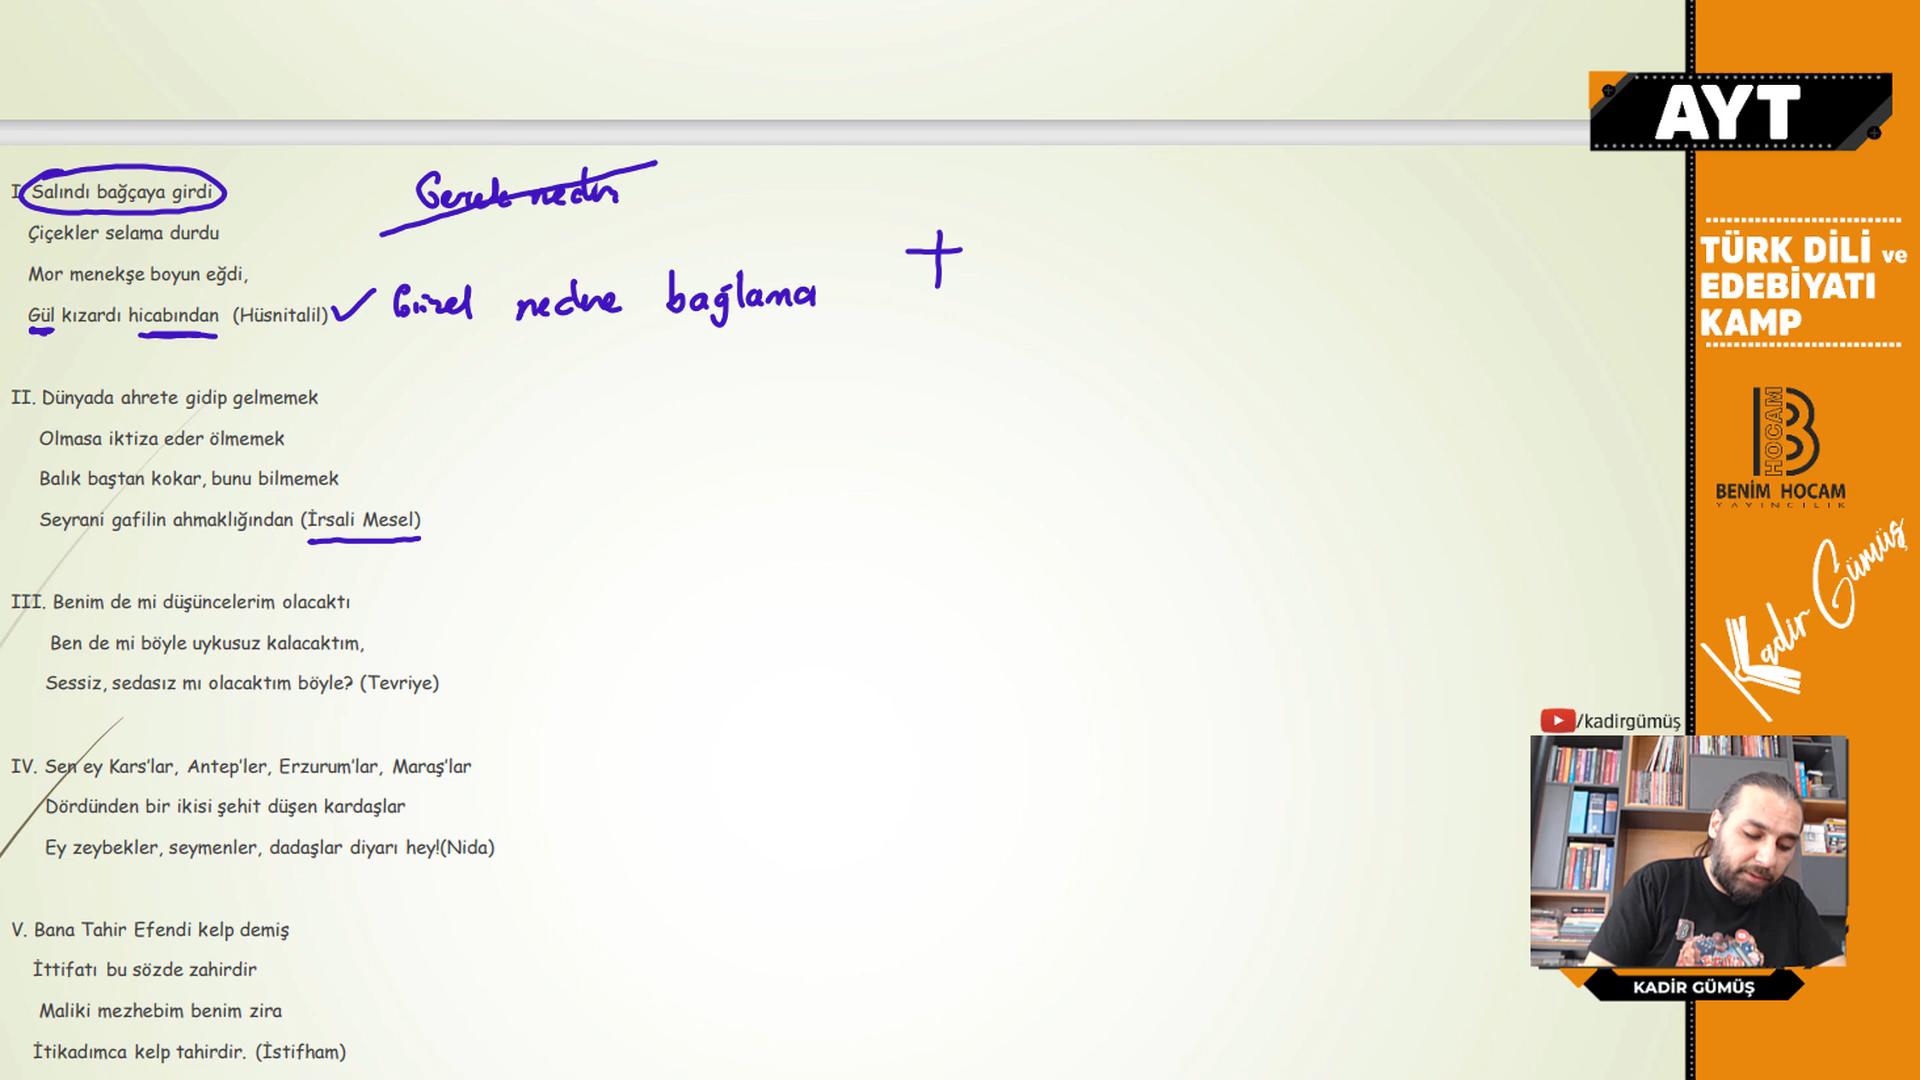 AYT
TÜRK DİLİ ve
EDEBİYATI
KAMP
HOCAM
BENİM HOCAM
YAYINCILIK
Kadir Gümüş
/kadirgümüş
KADİR GÜMÜŞ
I. Salındı bağçaya girdi
Çiçekler selama durdu
Mor menekşe boyun eğdi,
Gül kızardı hicabından (Hüsnitalil)
Gerçek neden
Güzel nedne bağlama
+
II. Dünyada ahrete gidip gelmemek
Olmasa iktiza eder ölmemek
Balık baştan kokar, bunu bilmemek
Seyrani gafilin ahmaklığından (İrsali Mesel)
III. Benim de mi düşüncelerim olacaktı
Ben de mi böyle uykusuz kalacaktım,
Sessiz, sedasız mı olacaktım böyle? (Tevriye)
IV. Sen ey Kars'lar, Antep'ler, Erzurum'lar, Maraş'lar
Dördünden bir ikisi şehit düşen kardaşlar
Ey zeybekler, seymenler, dadaşlar diyarı hey!(Nida)
V. Bana Tahir Efendi kelp demiş
İttifatı bu sözde zahirdir
Maliki mezhebim benim zira
İtikadımca kelp tahirdir. (İstifham)